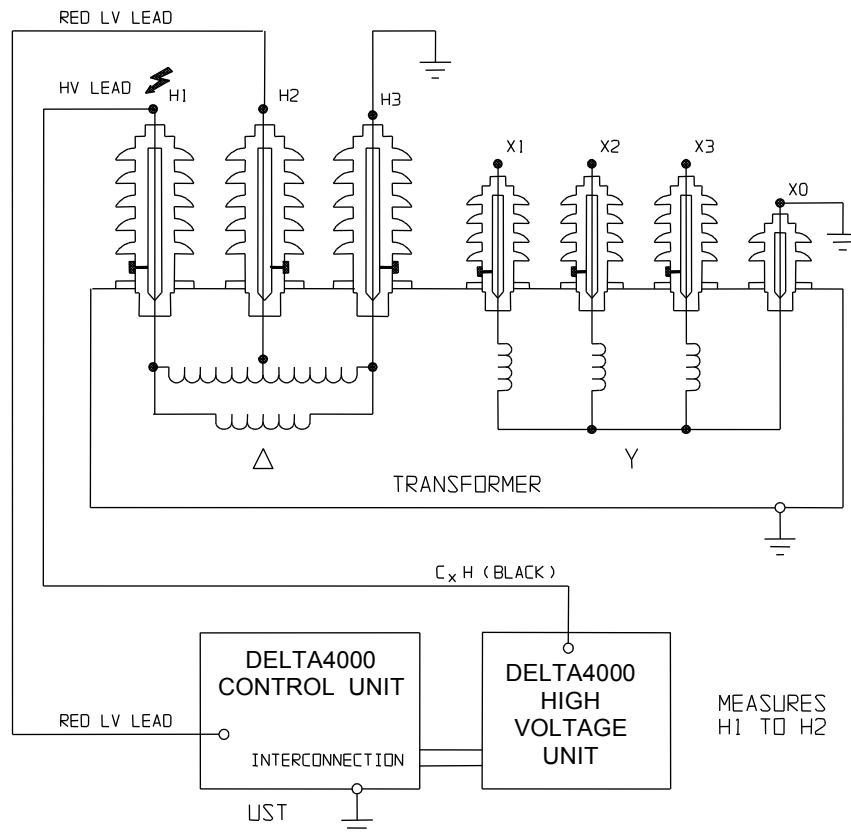 RED LV LEAD
HV LEAD
H1
H2
H3
X1
X2
X3
X0
Δ
Y
TRANSFORMER
CxH (BLACK)
DELTA4000
CONTROL UNIT
DELTA4000
HIGH
VOLTAGE
UNIT
MEASURES
H1 TO H2
RED LV LEAD
INTERCONNECTION
UST